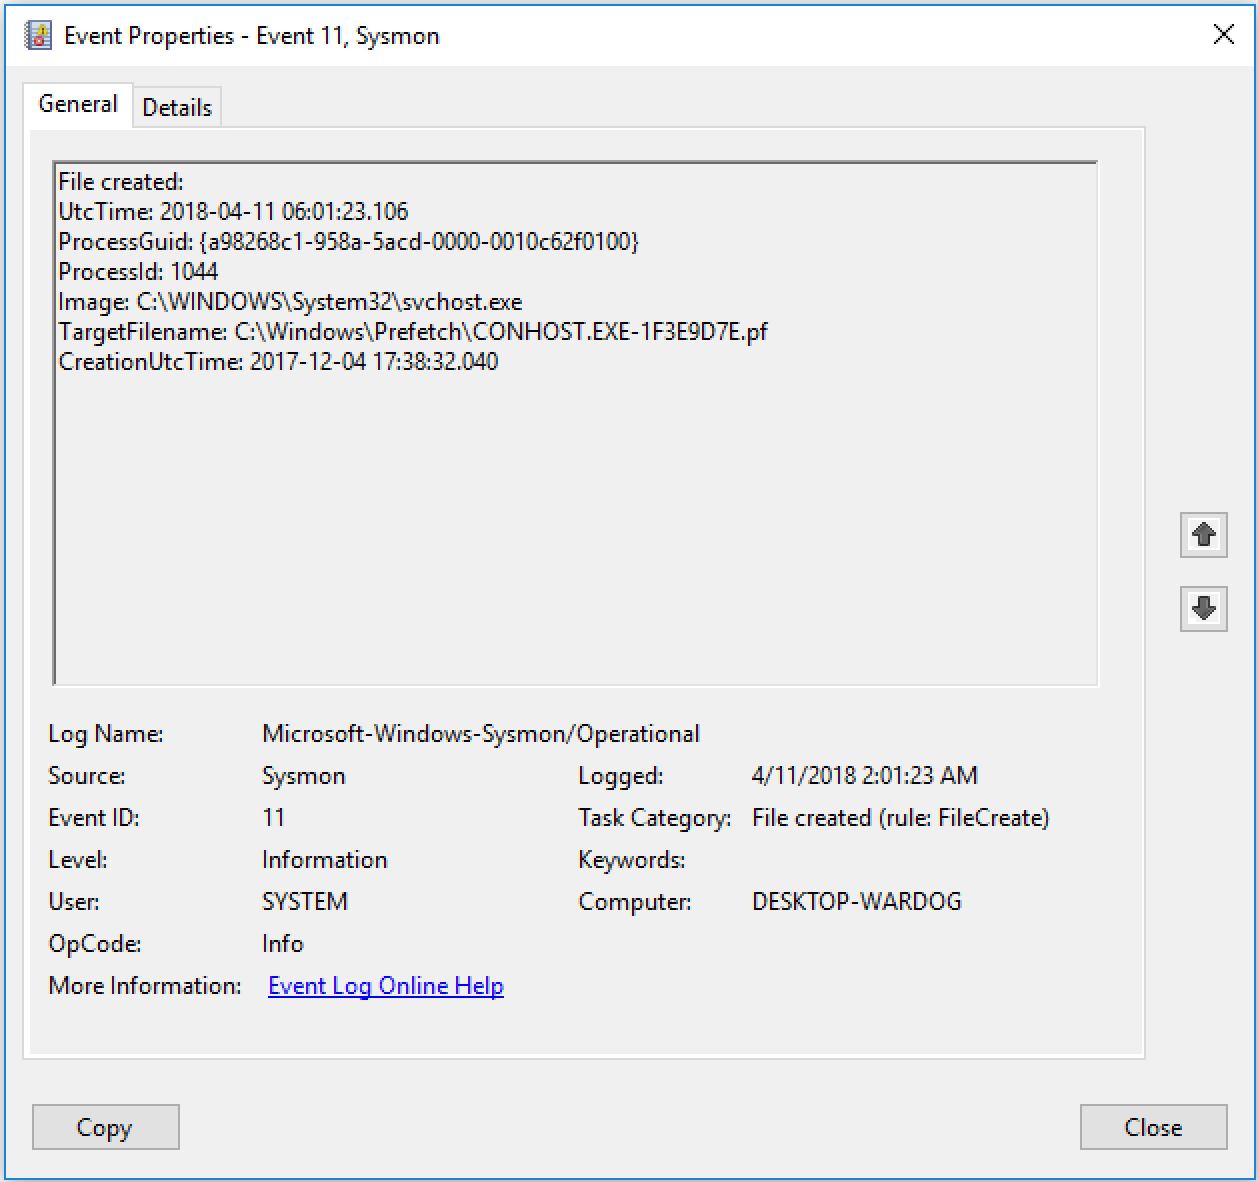 Event Properties - Event 11, Sysmon
General
Details
File created:
UtcTime: 2018-04-11 06:01:23.106
ProcessGuid: {a98268c1-958a-5acd-0000-0010c62f0100}
ProcessId: 1044
Image: C:\WINDOWS\System32\svchost.exe
TargetFilename: C:\Windows\Prefetch\CONHOST.EXE-1F3E9D7E.pf
CreationUtcTime: 2017-12-04 17:38:32.040
Log Name: Microsoft-Windows-Sysmon/Operational
Source: Sysmon Logged: 4/11/2018 2:01:23 AM
Event ID: 11 Task Category: File created (rule: FileCreate)
Level: Information Keywords:
User: SYSTEM Computer: DESKTOP-WARDOG
OpCode: Info
More Information: Event Log Online Help
Copy Close